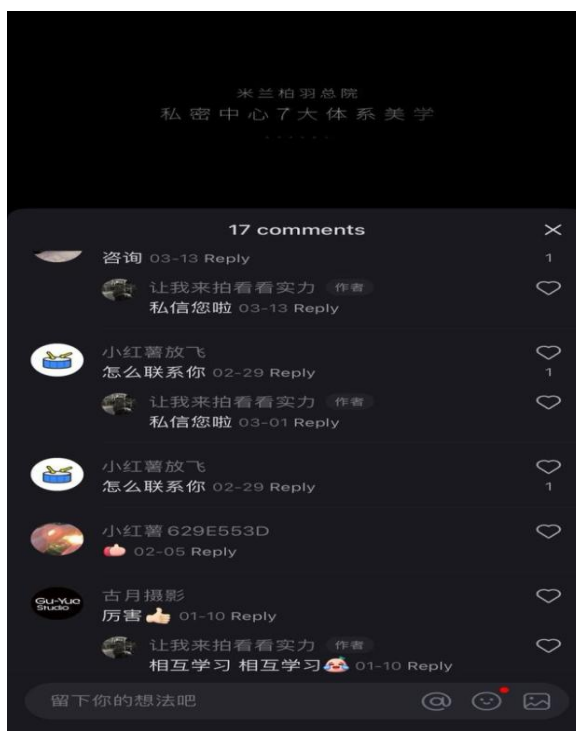 米兰柏羽总院
私密中心7大体系美学
17 comments
咨询 03-13 Reply
1
让我来拍看看实力 作者
私信您啦 03-13 Reply
小红薯放飞
怎么联系你 02-29 Reply
1
让我来拍看看实力 作者
私信您啦 03-01 Reply
小红薯放飞
怎么联系你 02-29 Reply
1
小红薯629E553D
02-05 Reply
Gu-Yue
Studio
古月摄影
厉害👍🏻 01-10 Reply
让我来拍看看实力 作者
相互学习 相互学习 01-10 Reply
留下你的想法吧